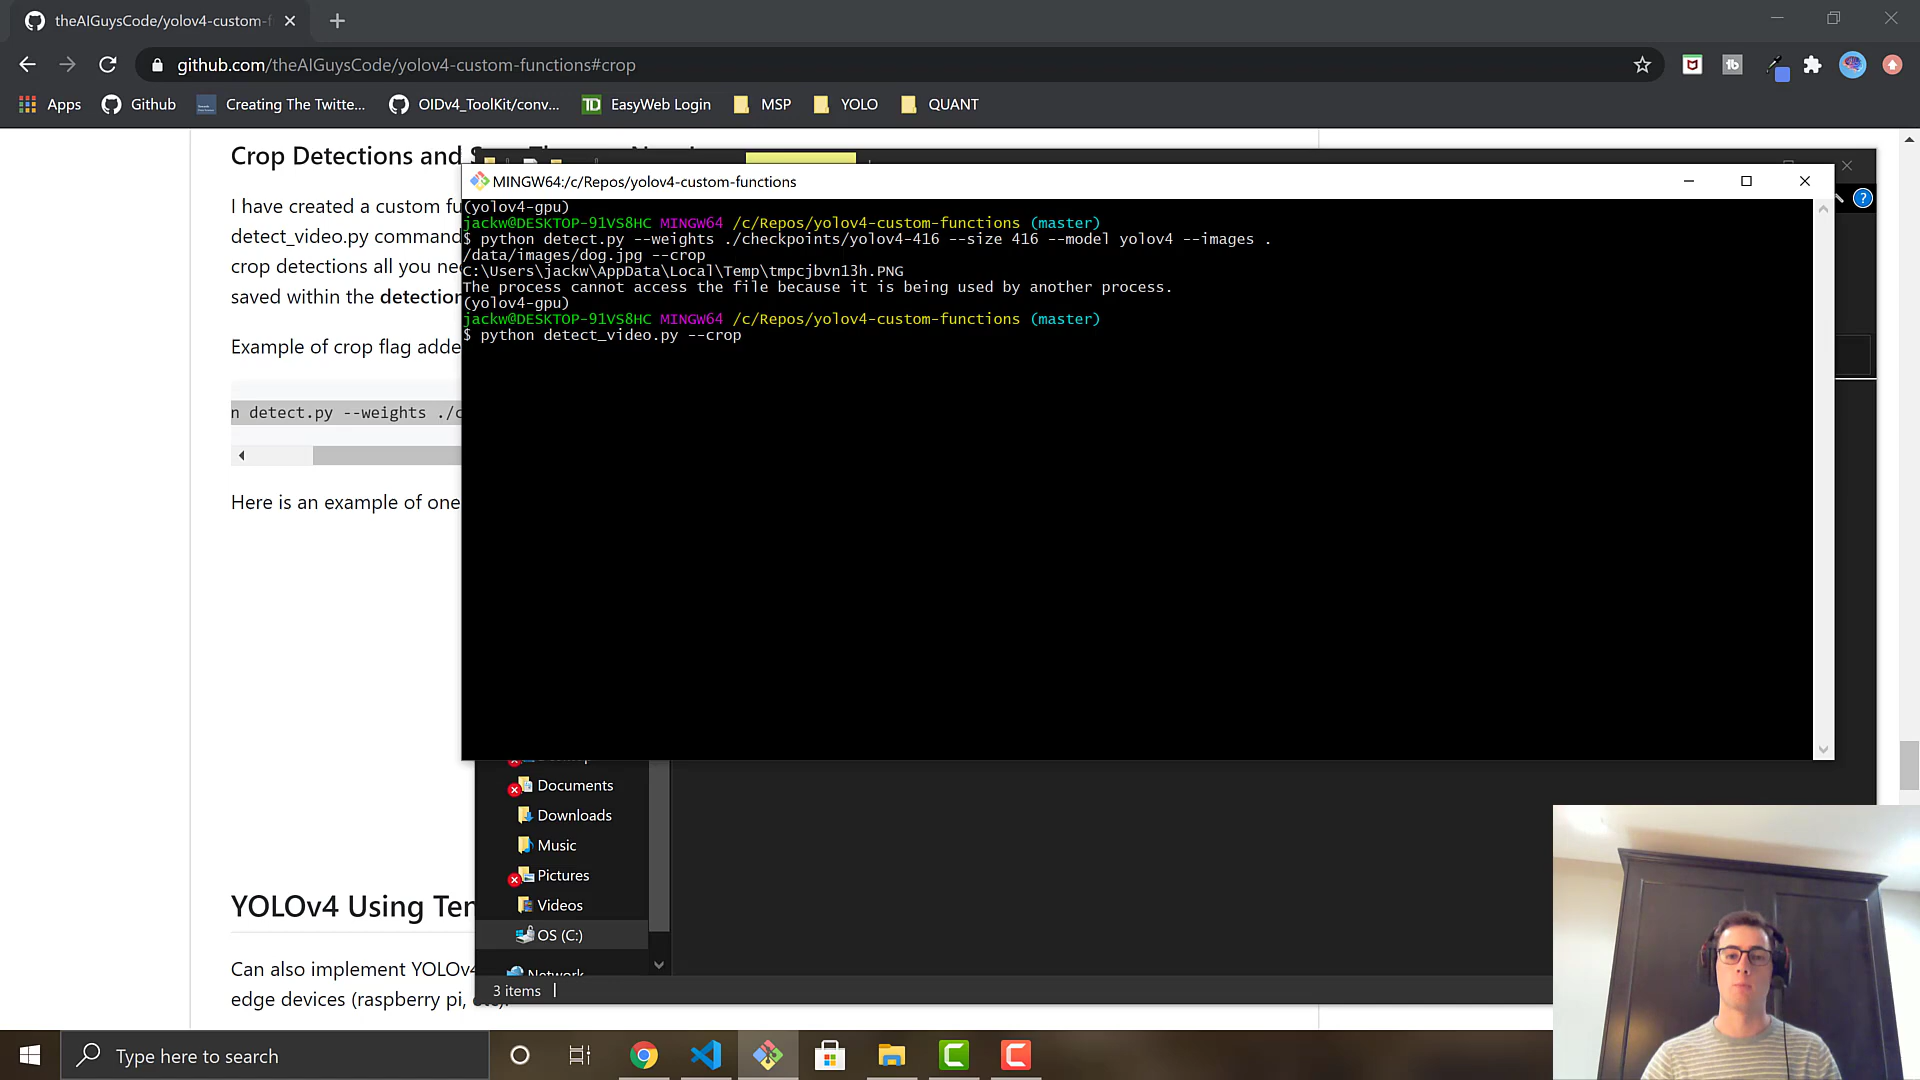 theAIGuysCode/yolov4-custom-f
github.com/theAIGuysCode/yolov4-custom-functions#crop
Apps
Github
Creating The Twitte...
OIDv4_ToolKit/conv...
EasyWeb Login
MSP
YOLO
QUANT
Crop Detections and
I have created a custom fu
detect_video.py command
crop detections all you nee
saved within the detection
Example of crop flag adde
n detect.py --weights ./c
Here is an example of one
YOLOv4 Using Ten
Can also implement YOLOv4
edge devices (raspberry pi, etc).
MINGW64:/c/Repos/yolov4-custom-functions
(yolov4-gpu)
jackw@DESKTOP-91VS8HC MINGW64 /c/Repos/yolov4-custom-functions (master)
$ python detect.py --weights ./checkpoints/yolov4-416 --size 416 --model yolov4 --images .
/data/images/dog.jpg --crop
C:\Users\jackw\AppData\Local\Temp\tmpcjbvn13h.PNG
The process cannot access the file because it is being used by another process.
(yolov4-gpu)
jackw@DESKTOP-91VS8HC MINGW64 /c/Repos/yolov4-custom-functions (master)
$ python detect_video.py --crop
Documents
Downloads
Music
Pictures
Videos
OS (C:)
Network
3 items
Type here to search